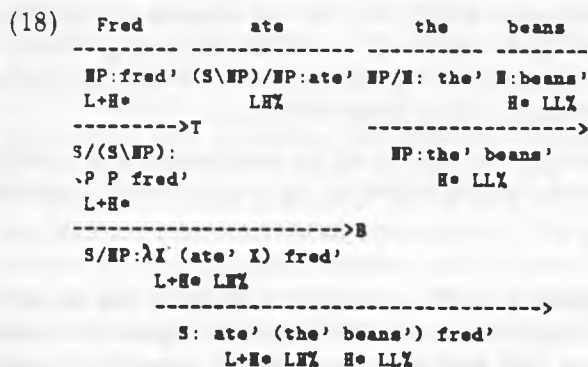 (18) Fred ate the beans
--------- ---------------- --------- ---------
NP:fred' (S\NP)/NP:ate' NP/N: the' N:beans'
L+H* LH% H* LL%
--------->T ------------------->
S/(S\NP): NP:the' beans'
P P fred' H* LL%
L+H*
------------------------>B
S/NP:λX (ate' X) fred'
L+H* LH%
---------------------------------->
S: ate' (the' beans') fred'
L+H* LH% H* LL%